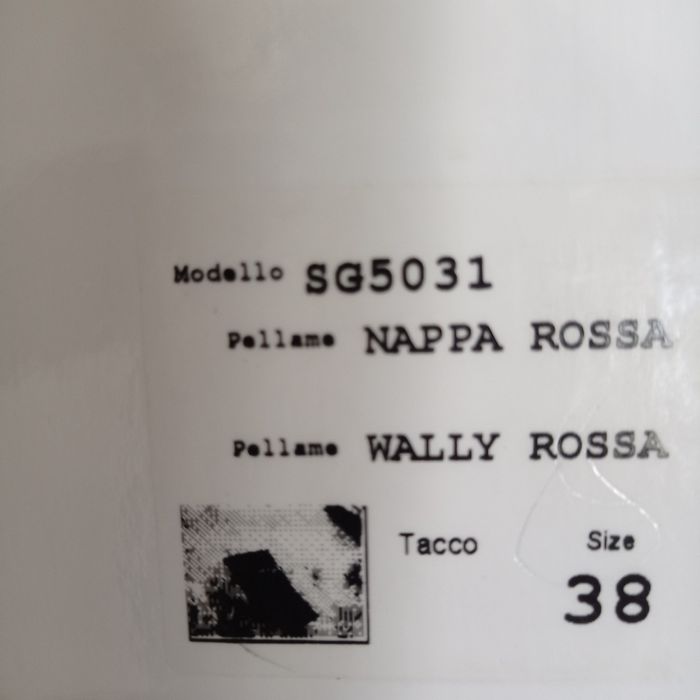 Modello SG5031
Pellame NAPPA ROSSA
Pellame WALLY ROSSA
Tacco Size
38